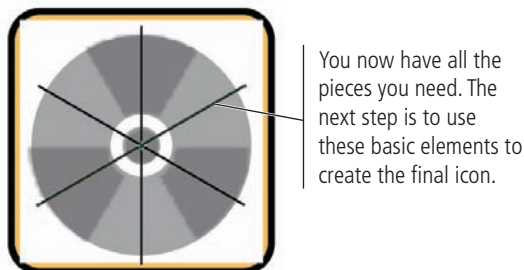 You now have all the
pieces you need. The
next step is to use
these basic elements to
create the final icon.